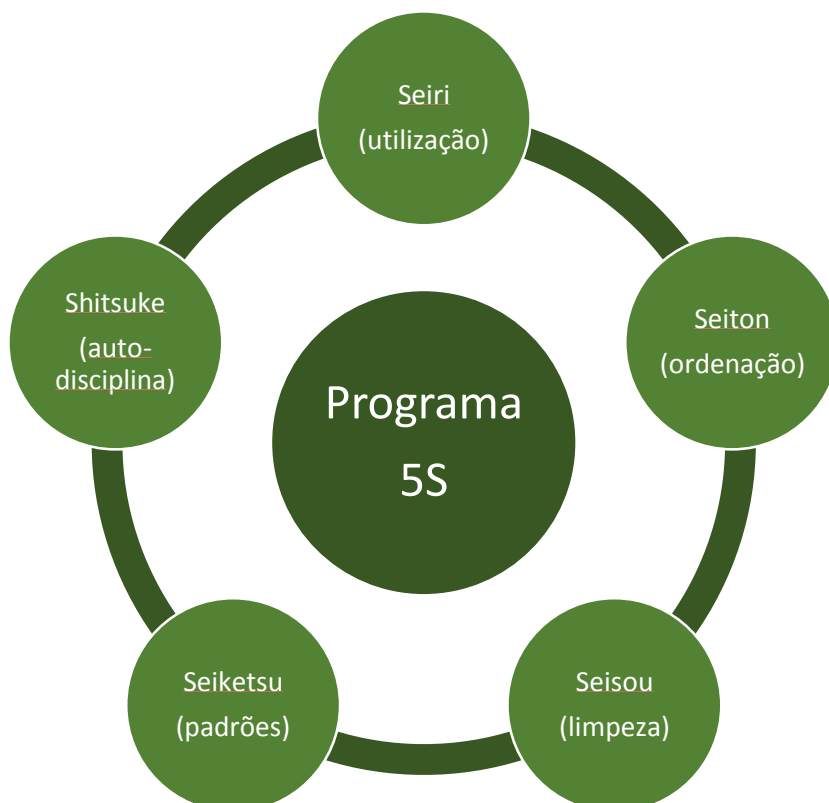 Seiri
(utilização)
Seiton
(ordenação)
Seisou
(limpeza)
Seiketsu
(padrões)
Shitsuke
(auto-
disciplina)
Programa
5S